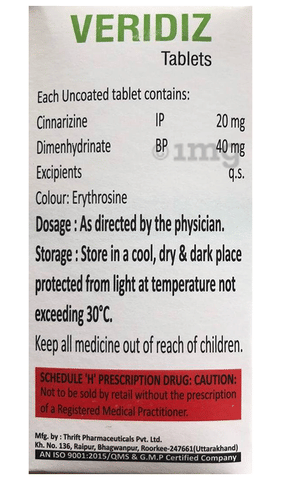 VERIDIZ
Tablets
Each Uncoated tablet contains:
Cinnarizine IP 20 mg
Dimenhydrinate BP 40 mg
Excipients q.s.
Colour: Erythrosine
Dosage : As directed by the physician.
Storage : Store in a cool, dry & dark place
protected from light at temperature not
exceeding 30°C.
Keep all medicine out of reach of children.
SCHEDULE 'H' PRESCRIPTION DRUG: CAUTION:
Not to be sold by retail without the prescription
of a Registered Medical Practitioner.
Mfg. by : Thrift Pharmaceuticals Pvt. Ltd.
Kh. No. 136, Raipur, Bhagwanpur, Roorkee-247661(Uttarakhand)
AN ISO 9001:2015/QMS & G.M.P Certified Company
1mg